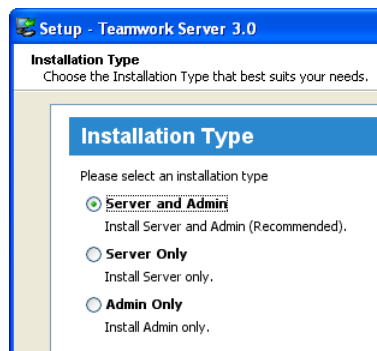 Setup - Teamwork Server 3.0
Installation Type
Choose the Installation Type that best suits your needs.
Installation Type
Please select an installation type
Server and Admin
Install Server and Admin (Recommended).
Server Only
Install Server only.
Admin Only
Install Admin only.